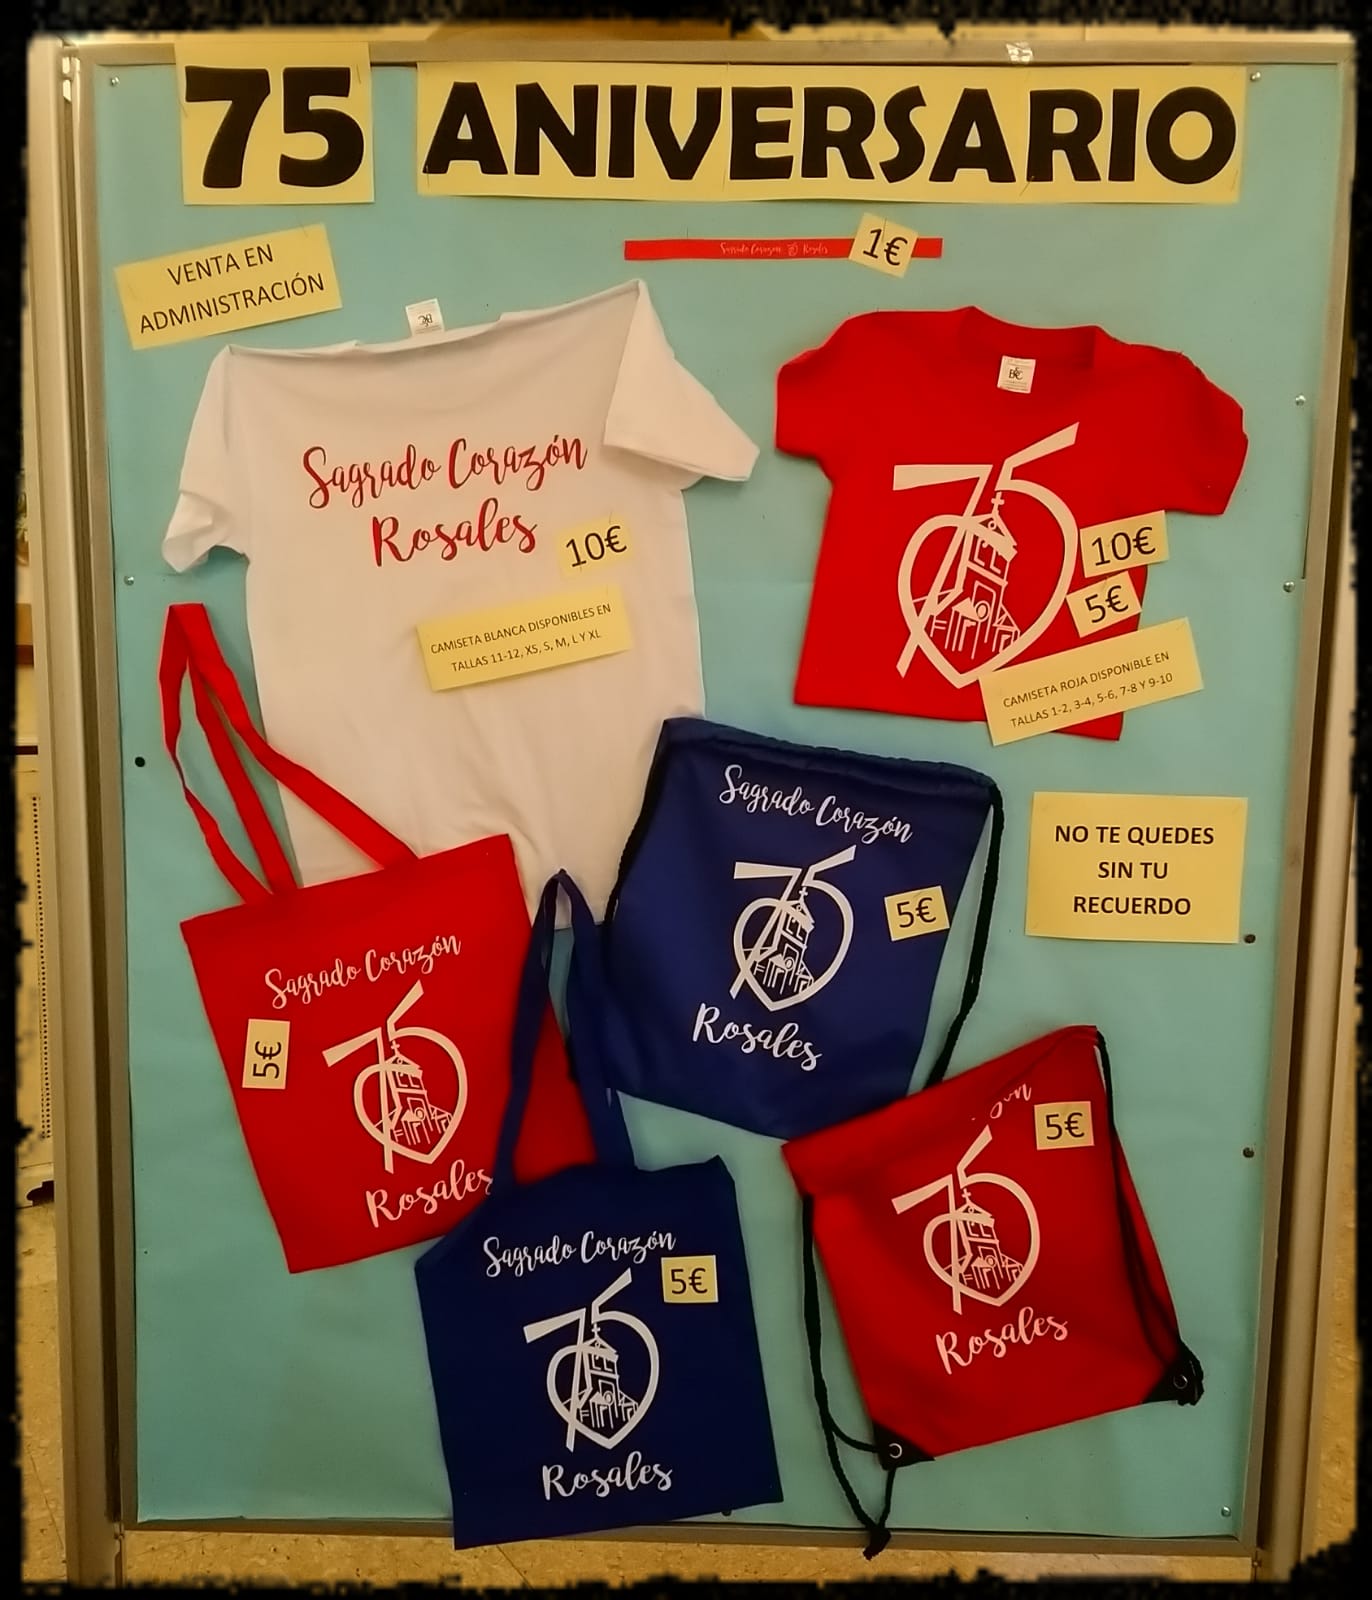 75 ANIVERSARIO
VENTA EN
ADMINISTRACIÓN
Sagrado Corazón 75 Rosales
1€
Sagrado Corazón
Rosales
10€
CAMISETA BLANCA DISPONIBLES EN
TALLAS 11-12, XS, S, M, L Y XL
75
10€
5€
CAMISETA ROJA DISPONIBLE EN
TALLAS 1-2, 3-4, 5-6, 7-8 Y 9-10
Sagrado Corazón
75
5€
Rosales
NO TE QUEDES
SIN TU
RECUERDO
Sagrado Corazón
75
5€
Rosales
75
5€
Rosales
Sagrado Corazón
5€
75
Rosales